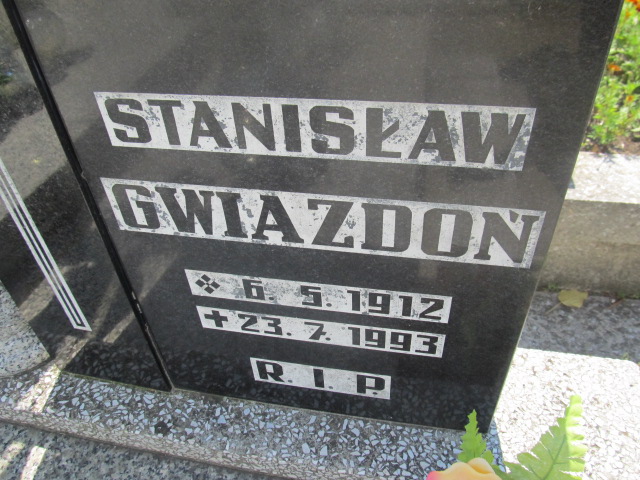 STANISŁAW
GWIAZDOŃ
❖ 6. 5. 1912
+ 23. 7. 1993
R. I. P.